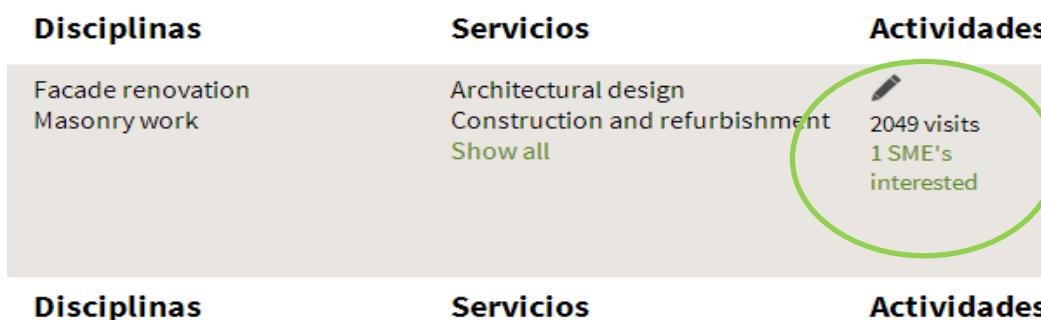 Disciplinas Servicios Actividades
Facade renovation Architectural design
Masonry work Construction and refurbishment 2049 visits
Show all 1 SME's
interested
Disciplinas Servicios Actividades